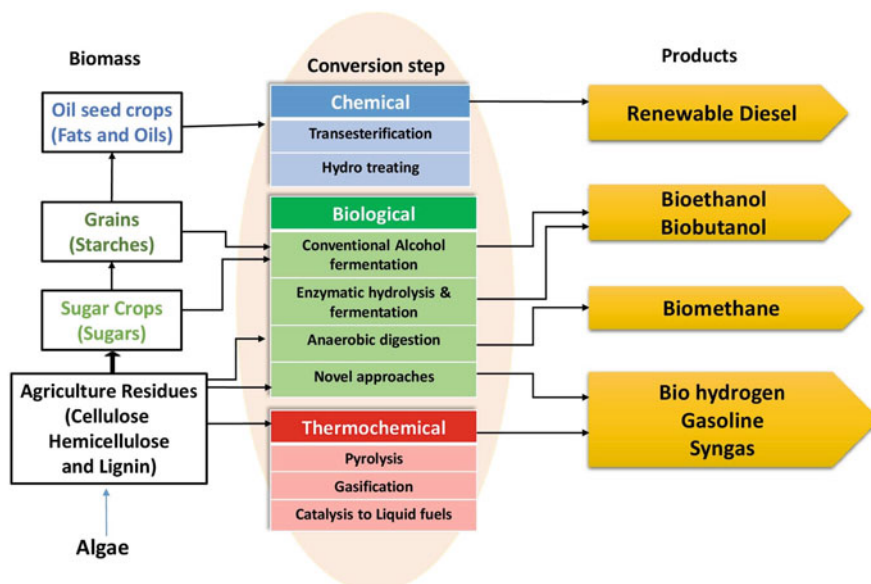 Biomass
Oil seed crops
(Fats and Oils)
Grains
(Starches)
Sugar Crops
(Sugars)
Agriculture Residues
(Cellulose
Hemicellulose
and Lignin)
Algae
Conversion step
Chemical
Transesterification
Hydro treating
Biological
Conventional Alcohol
fermentation
Enzymatic hydrolysis &
fermentation
Anaerobic digestion
Novel approaches
Thermochemical
Pyrolysis
Gasification
Catalysis to Liquid fuels
Products
Renewable Diesel
Bioethanol
Biobutanol
Biomethane
Bio hydrogen
Gasoline
Syngas